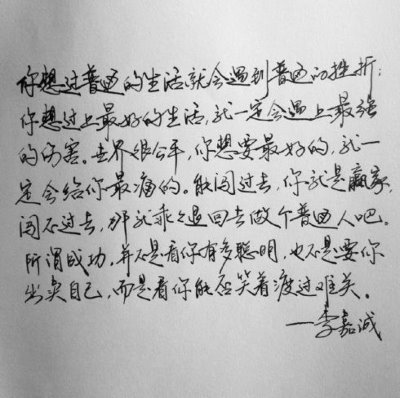 你想过普通的生活,就会遇到普通的挫折;
你想过上最好的生活,就一定会遇上最强
的伤害。世界很公平,你想要最好的,就一
定会给你最痛的。能闯过去,你就是赢家,
闯不过去,那就乖乖退回去做个普通人吧。
所谓成功,并不是看你有多聪明,也不是要你
出卖自己,而是看你能否笑着渡过难关。
—李嘉诚